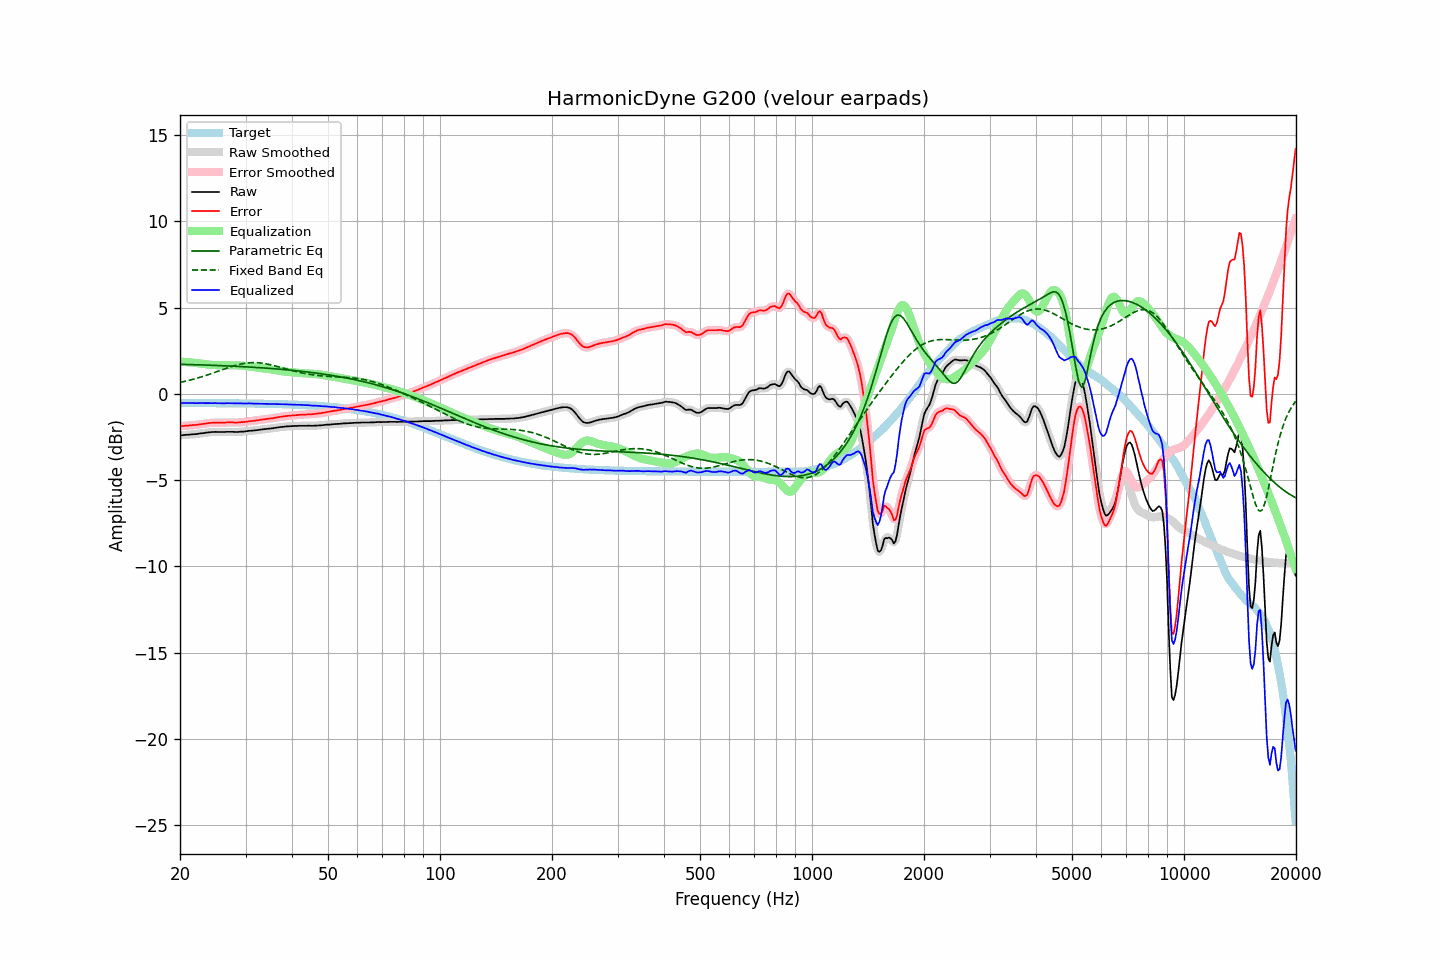 HarmonicDyne G200 (velour earpads)
Target
Raw Smoothed
Error Smoothed
Raw
Error
Equalization
Parametric Eq
Fixed Band Eq
Equalized
15
10
5
0
−5
−10
−15
−20
−25
Amplitude (dBr)
20 50 100 200 500 1000 2000 5000 10000 20000
Frequency (Hz)